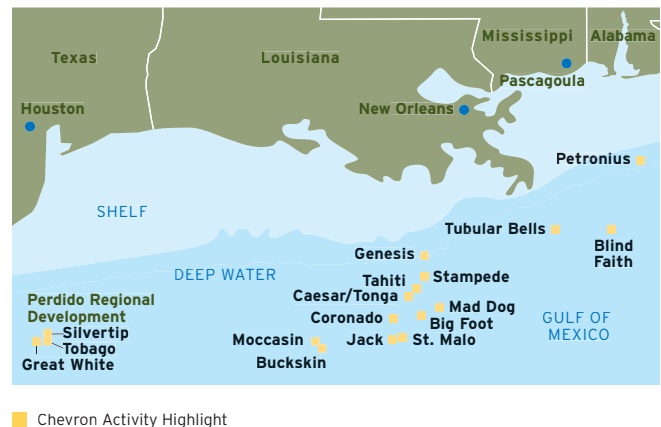 Mississippi
Alabama
Texas
Louisiana
Pascagoula
Houston
New Orleans
Petronius
SHELF
Tubular Bells
Blind
Faith
Genesis
DEEP WATER
Stampede
Tahiti
Caesar/Tonga
Perdido Regional
Development
Mad Dog
Coronado
Big Foot
GULF OF
MEXICO
Silvertip
Tobago
Great White
Moccasin
Jack
St. Malo
Buckskin
Chevron Activity Highlight